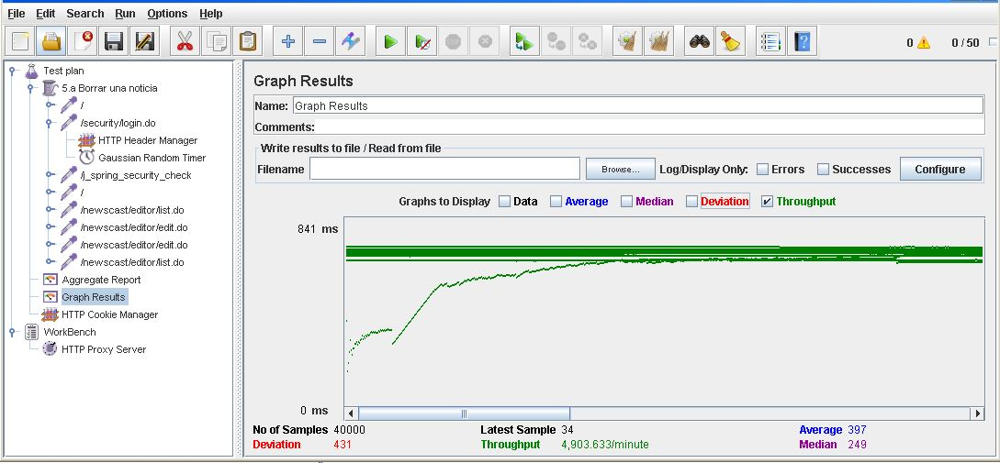 File Edit Search Run Options Help
0 0 / 50
Test plan
5.a Borrar una noticia
/
/security/login.do
HTTP Header Manager
Gaussian Random Timer
/j_spring_security_check
/
/newscast/editor/list.do
/newscast/editor/edit.do
/newscast/editor/edit.do
/newscast/editor/list.do
Aggregate Report
Graph Results
HTTP Cookie Manager
WorkBench
HTTP Proxy Server
Graph Results
Name: Graph Results
Comments:
Write results to file / Read from file
Filename Browse... Log/Display Only: Errors Successes Configure
Graphs to Display Data Average Median Deviation Throughput
841 ms
0 ms
No of Samples 40000 Latest Sample 34 Average 397
Deviation 431 Throughput 4,903.633/minute Median 249